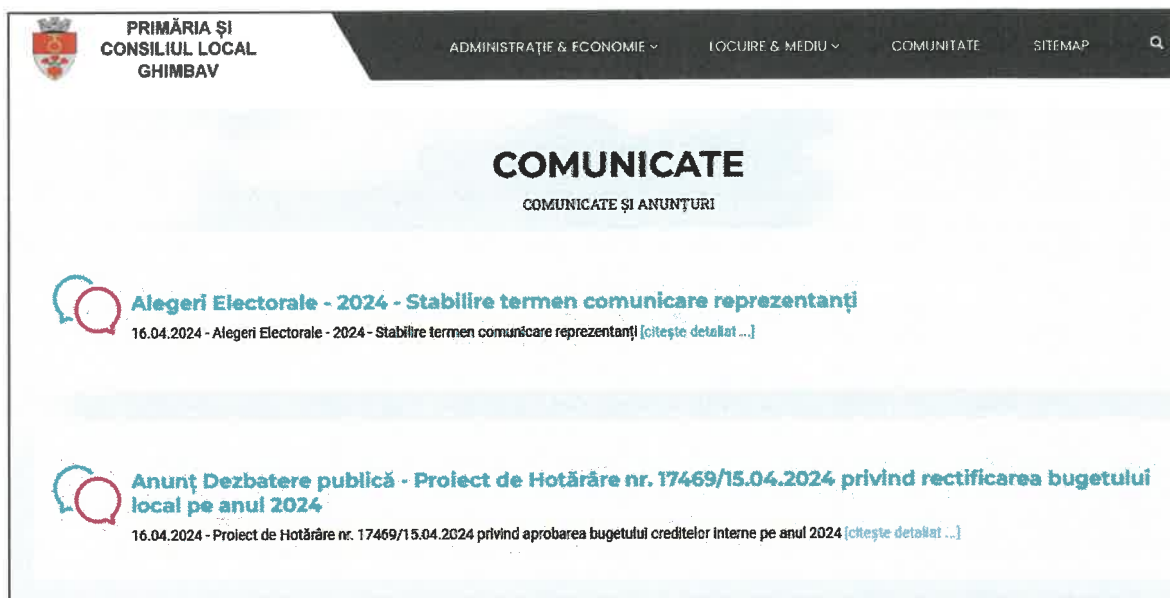 PRIMĂRIA ȘI
CONSILIUL LOCAL
GHIMBAV
ADMINISTRAȚIE & ECONOMIE
LOCUIRE & MEDIU
COMUNITATE
SITEMAP
COMUNICATE
COMUNICATE ȘI ANUNȚURI
Alegeri Electorale - 2024 - Stabilire termen comunicare reprezentanți
16.04.2024 - Alegeri Electorale - 2024 - Stabilire termen comunicare reprezentanți [citește detaliat ...]
Anunț Dezbatere publică - Proiect de Hotărâre nr. 17469/15.04.2024 privind rectificarea bugetului
local pe anul 2024
16.04.2024 - Proiect de Hotărâre nr. 17469/15.04.2024 privind aprobarea bugetului creditelor interne pe anul 2024 [citește detaliat ...]